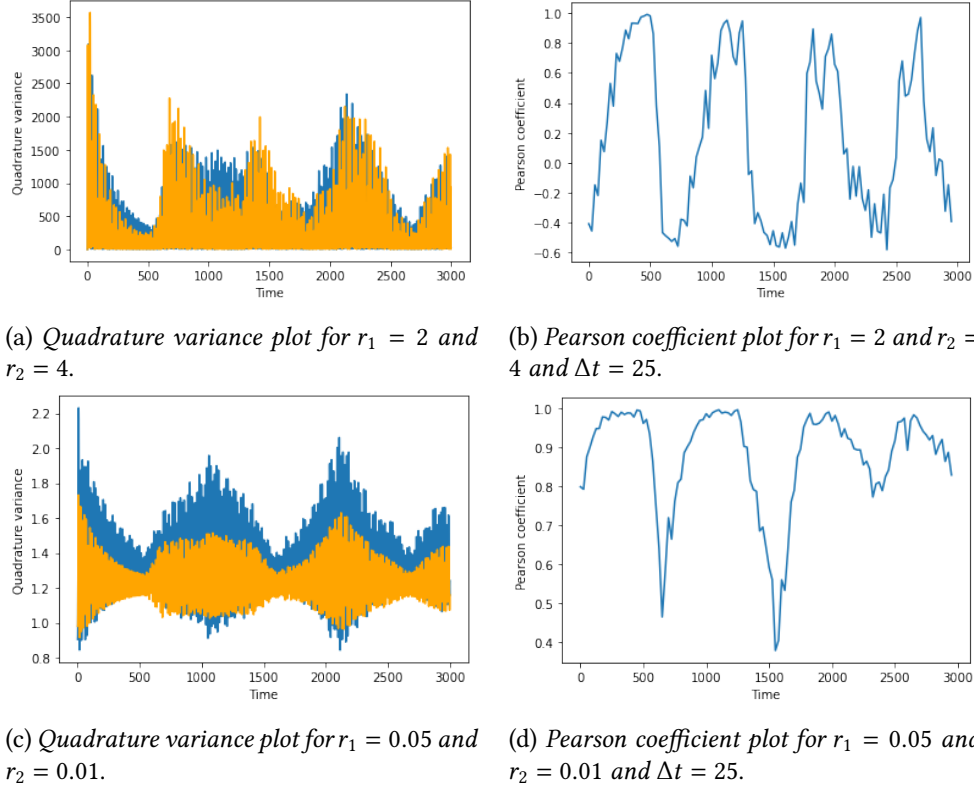 3500
3000
2500
2000
1500
1000
500
0
Quadrature variance
0 500 1000 1500 2000 2500 3000
Time
1.0
0.8
0.6
0.4
0.2
0.0
−0.2
−0.4
−0.6
Pearson coefficient
0 500 1000 1500 2000 2500 3000
Time
(a) Quadrature variance plot for r₁ = 2 and
r₂ = 4.
(b) Pearson coefficient plot for r₁ = 2 and r₂ =
4 and Δt = 25.
2.2
2.0
1.8
1.6
1.4
1.2
1.0
0.8
Quadrature variance
0 500 1000 1500 2000 2500 3000
Time
1.0
0.9
0.8
0.7
0.6
0.5
0.4
Pearson coefficient
0 500 1000 1500 2000 2500 3000
Time
(c) Quadrature variance plot for r₁ = 0.05 and
r₂ = 0.01.
(d) Pearson coefficient plot for r₁ = 0.05 and
r₂ = 0.01 and Δt = 25.